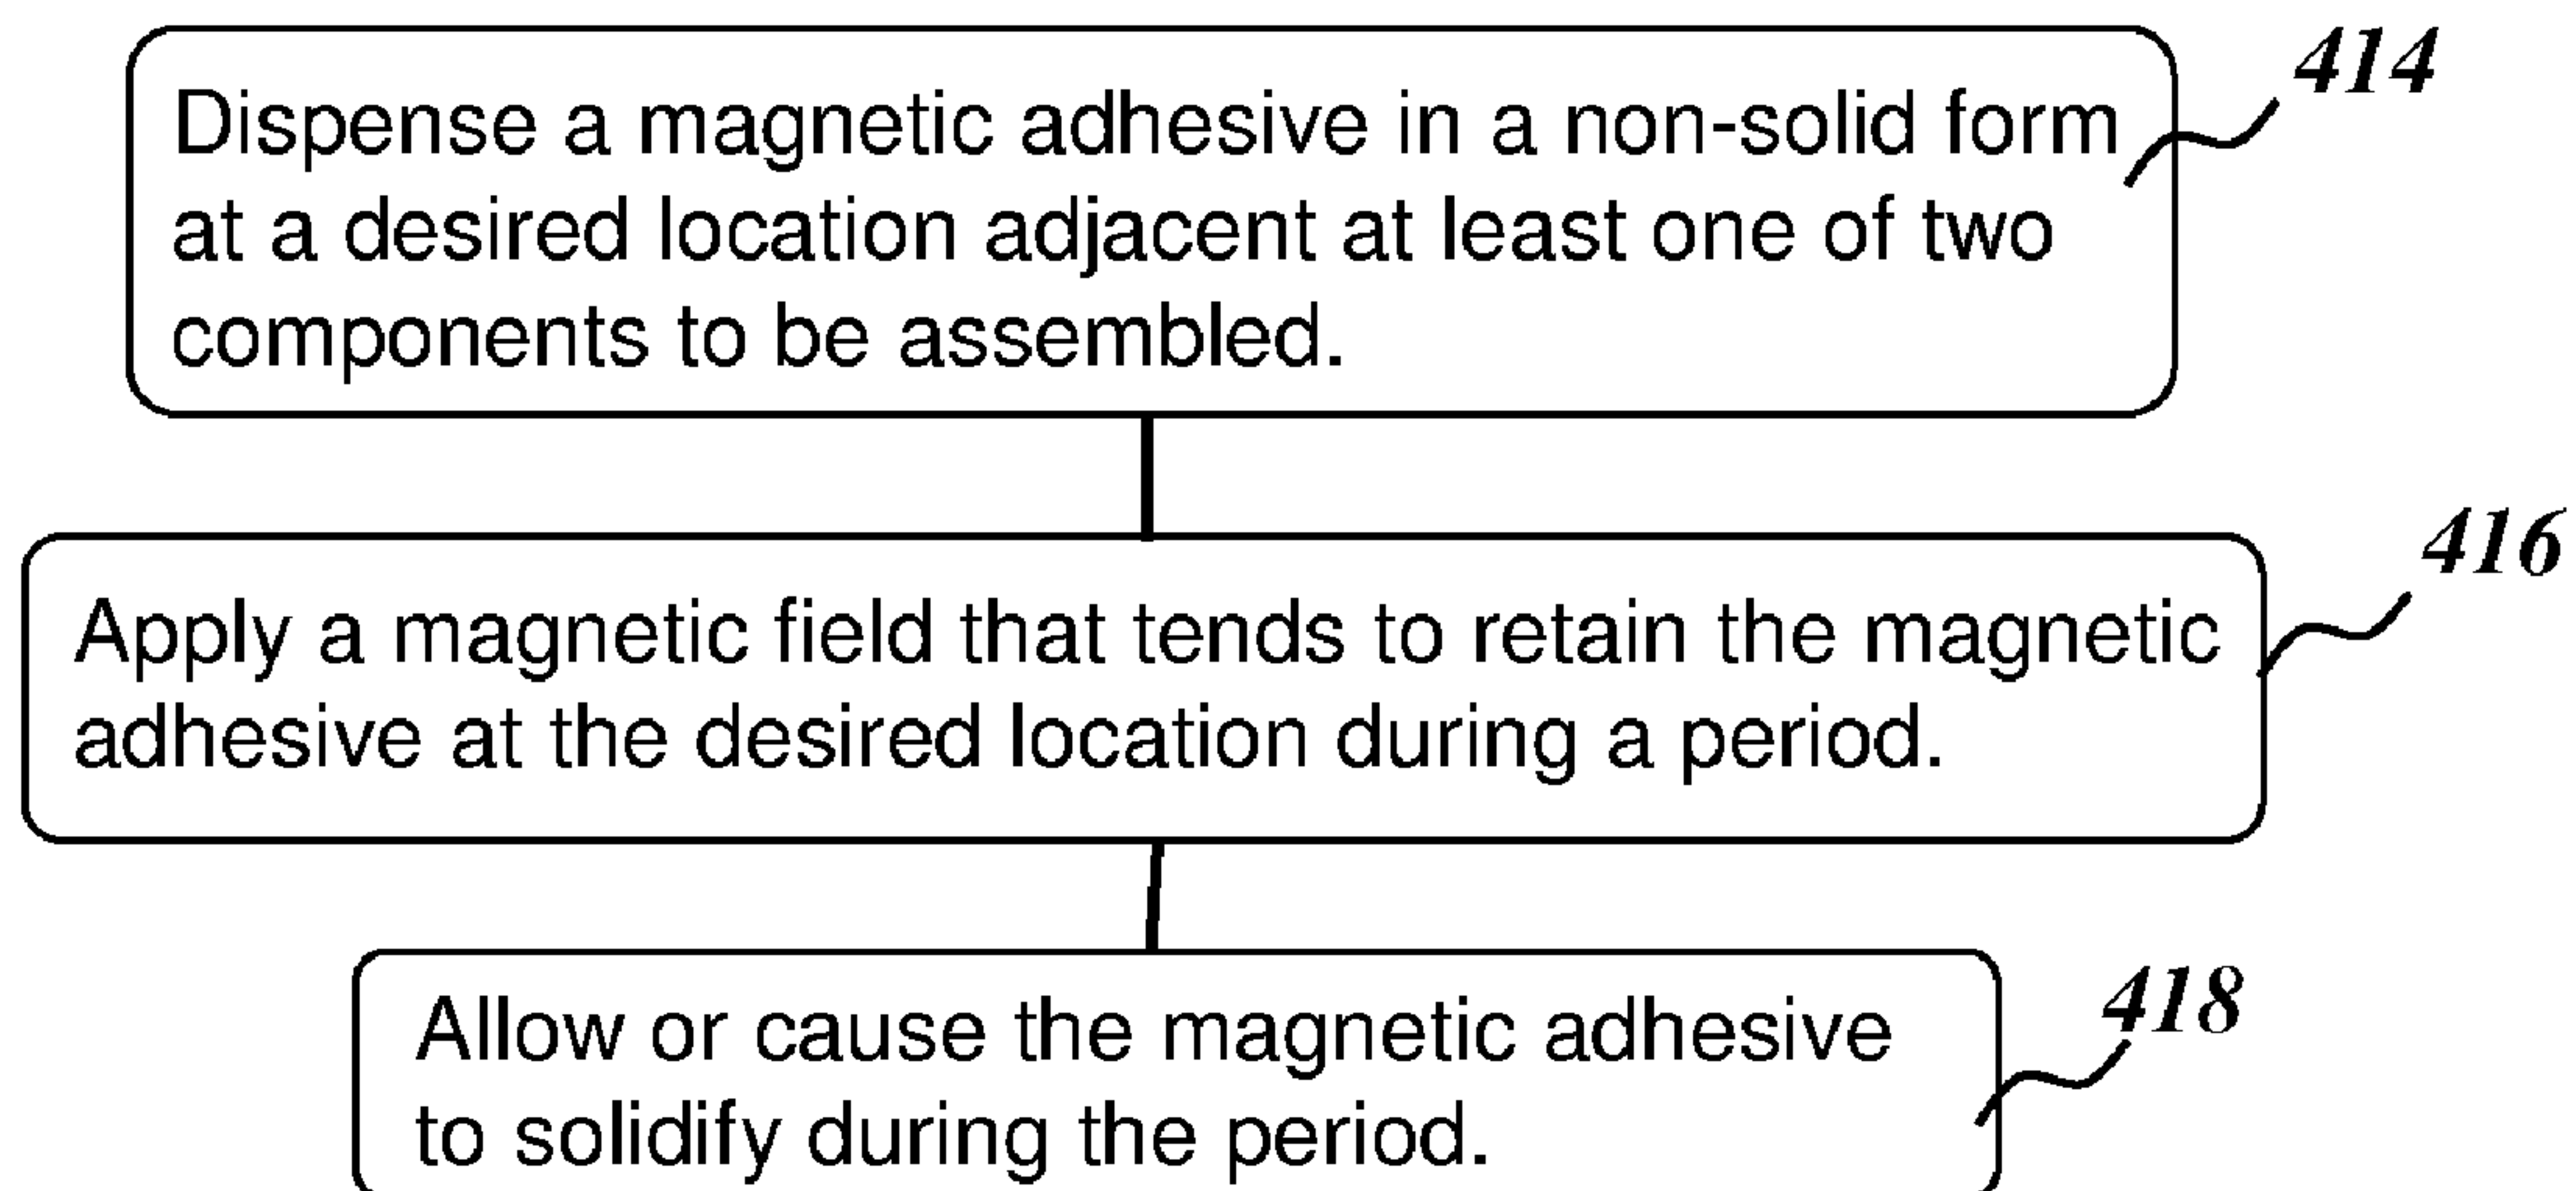 414
Dispense a magnetic adhesive in a non-solid form
at a desired location adjacent at least one of two
components to be assembled.
416
Apply a magnetic field that tends to retain the magnetic
adhesive at the desired location during a period.
418
Allow or cause the magnetic adhesive
to solidify during the period.